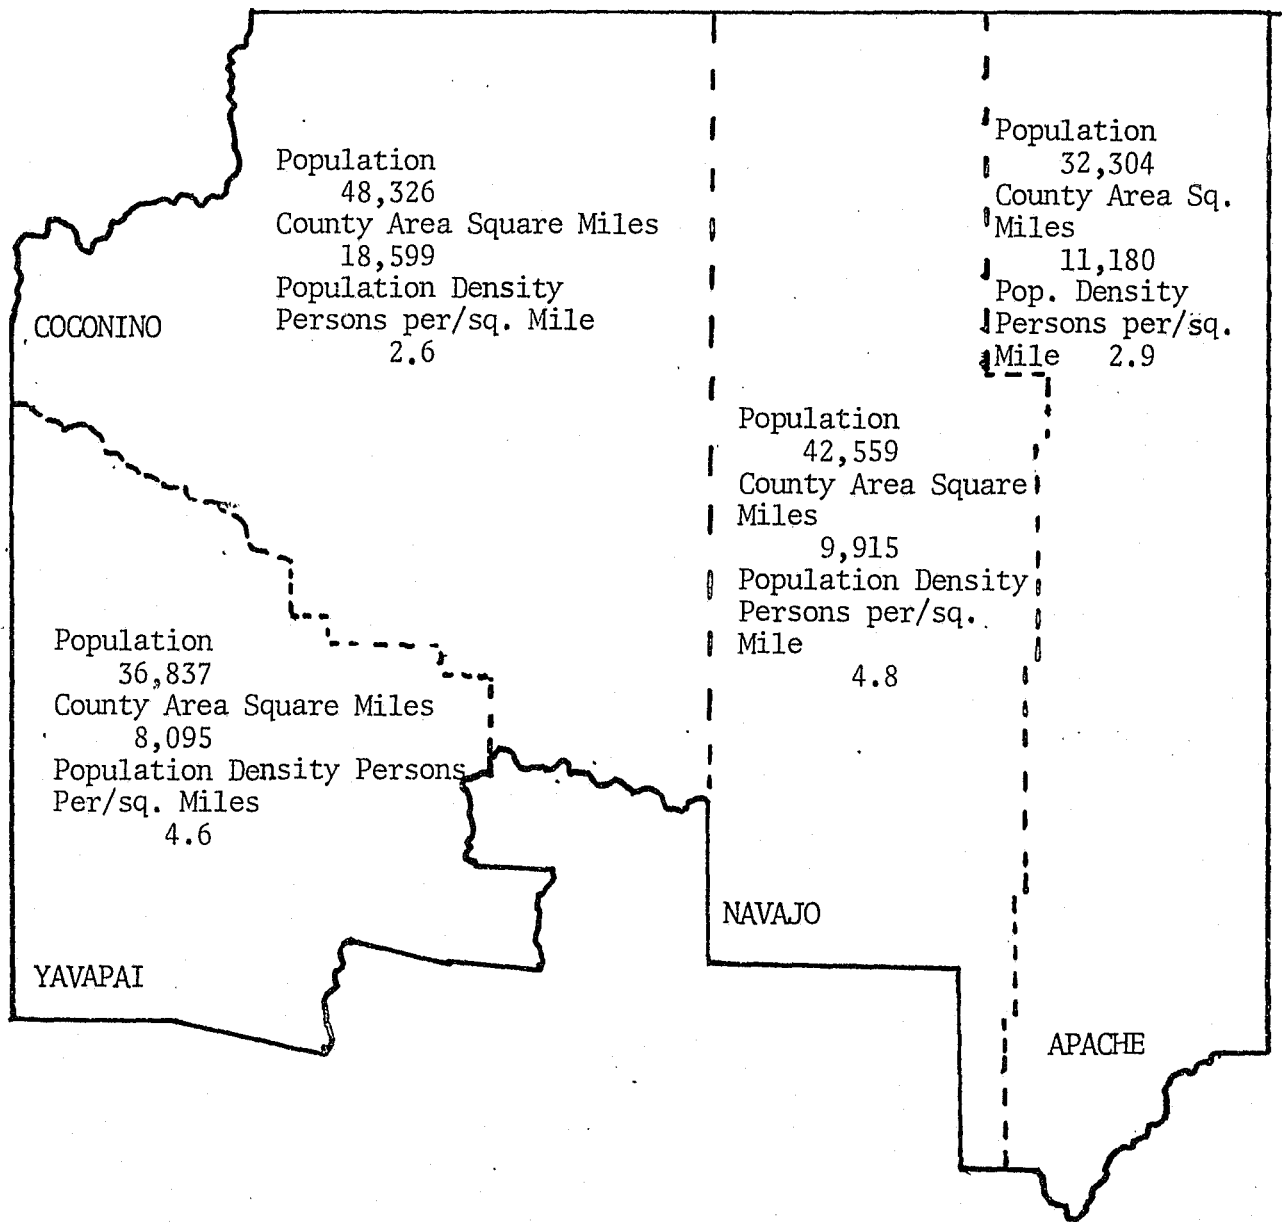 Population
48,326
County Area Square Miles
18,599
Population Density
Persons per/sq. Mile
2.6
COCONINO
Population
32,304
County Area Sq.
Miles
11,180
Pop. Density
Persons per/sq.
Mile 2.9
Population
42,559
County Area Square
Miles
9,915
Population Density
Persons per/sq.
Mile
4.8
NAVAJO
Population
36,837
County Area Square Miles
8,095
Population Density Persons
Per/sq. Miles
4.6
YAVAPAI
APACHE